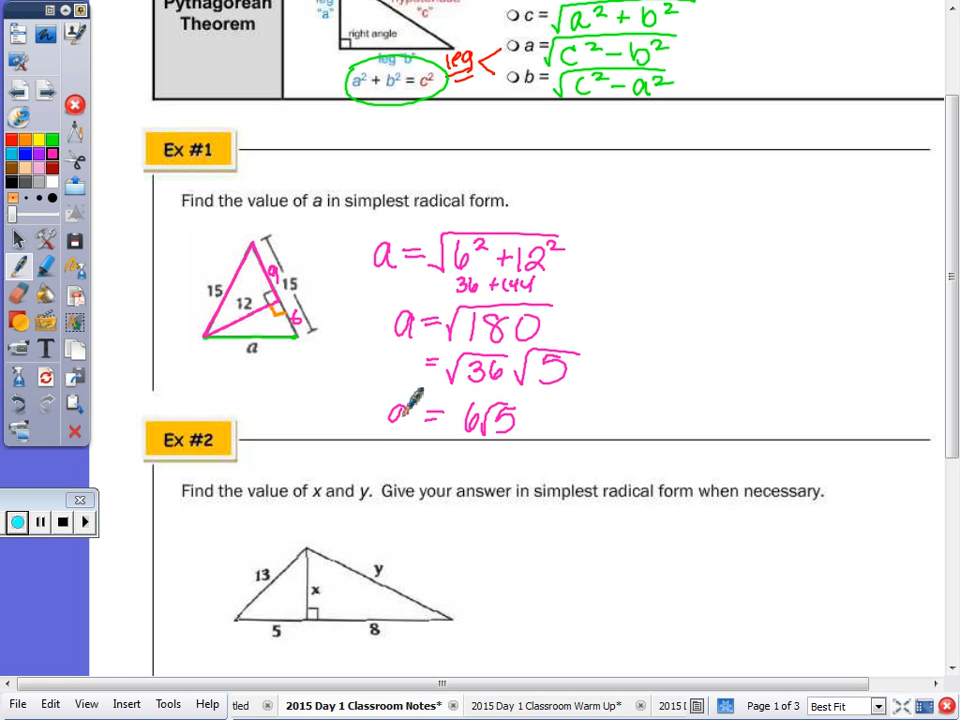 Pythagorean
Theorem
"a"
"c"
right angle
leg "b"
a² + b² = c²
leg <
c = √a² + b²
a = √c² − b²
b = √c² − a²
Ex #1
Find the value of a in simplest radical form.
15
9
15
12
6
a
a = √6² + 12²
36 + 144
a = √180
= √36 √5
a = 6√5
Ex #2
Find the value of x and y. Give your answer in simplest radical form when necessary.
13
y
x
5
8
File Edit View Insert Tools Help
tled
2015 Day 1 Classroom Notes*
2015 Day 1 Classroom Warm Up*
2015 D
Page 1 of 3
Best Fit